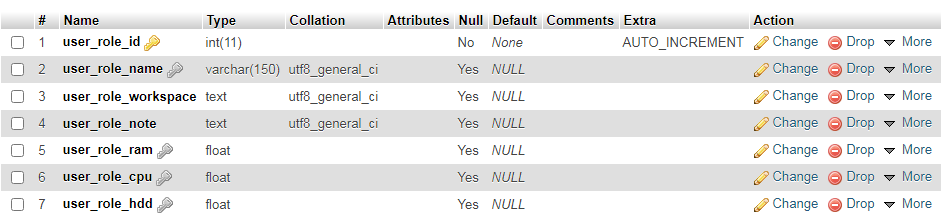 # Name Type Collation Attributes Null Default Comments Extra Action
1 user_role_id int(11) No None AUTO_INCREMENT Change Drop More
2 user_role_name varchar(150) utf8_general_ci Yes NULL Change Drop More
3 user_role_workspace text utf8_general_ci Yes NULL Change Drop More
4 user_role_note text utf8_general_ci Yes NULL Change Drop More
5 user_role_ram float Yes NULL Change Drop More
6 user_role_cpu float Yes NULL Change Drop More
7 user_role_hdd float Yes NULL Change Drop More